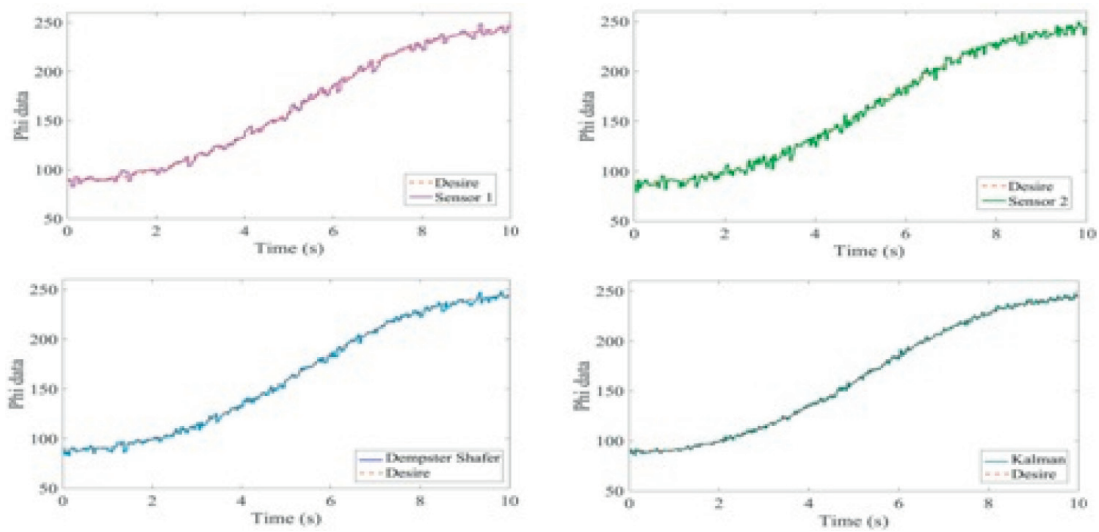 250
200
150
100
50
Phi data
Desire
Sensor 1
0 2 4 6 8 10
Time (s)
250
200
150
100
50
Phi data
Desire
Sensor 2
0 2 4 6 8 10
Time (s)
250
200
150
100
50
Phi data
Dempster Shafer
Desire
0 2 4 6 8 10
Time (s)
250
200
150
100
50
Phi data
Kalman
Desire
0 2 4 6 8 10
Time (s)